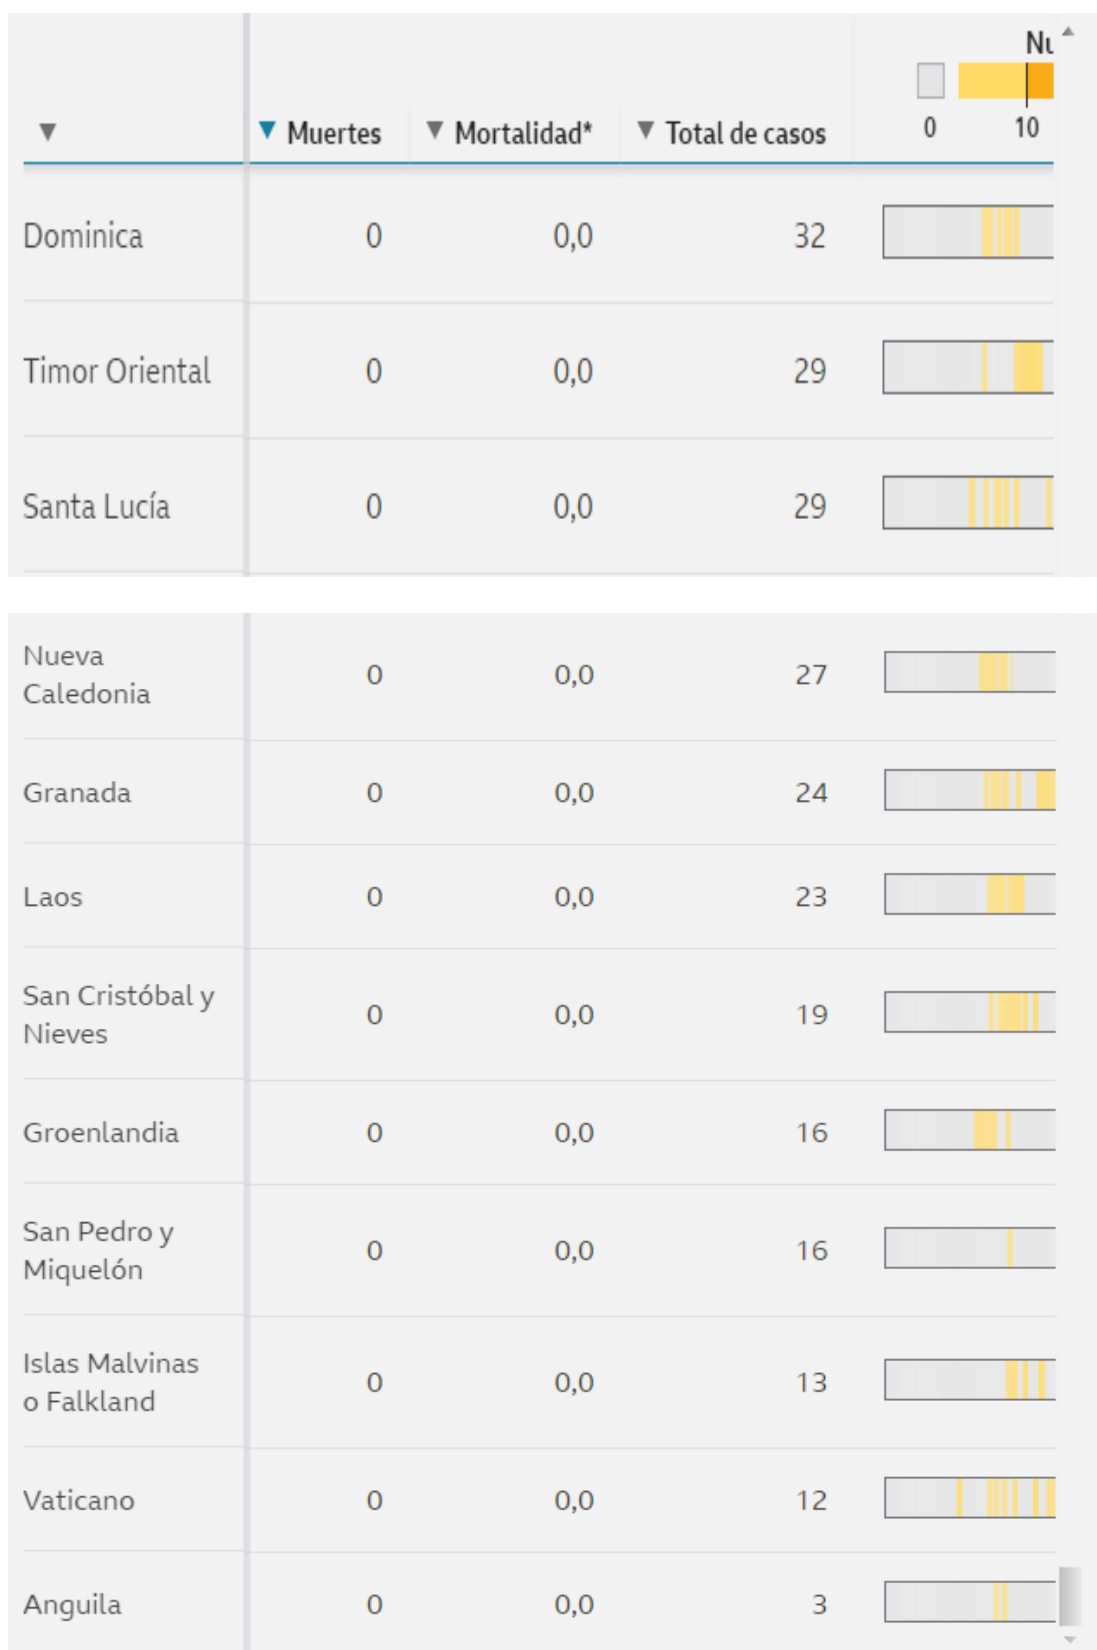 Nu
0 10
▼ ▼ Muertes ▼ Mortalidad* ▼ Total de casos
Dominica 0 0,0 32
Timor Oriental 0 0,0 29
Santa Lucía 0 0,0 29
Nueva
Caledonia 0 0,0 27
Granada 0 0,0 24
Laos 0 0,0 23
San Cristóbal y
Nieves 0 0,0 19
Groenlandia 0 0,0 16
San Pedro y
Miquelón 0 0,0 16
Islas Malvinas
o Falkland 0 0,0 13
Vaticano 0 0,0 12
Anguila 0 0,0 3